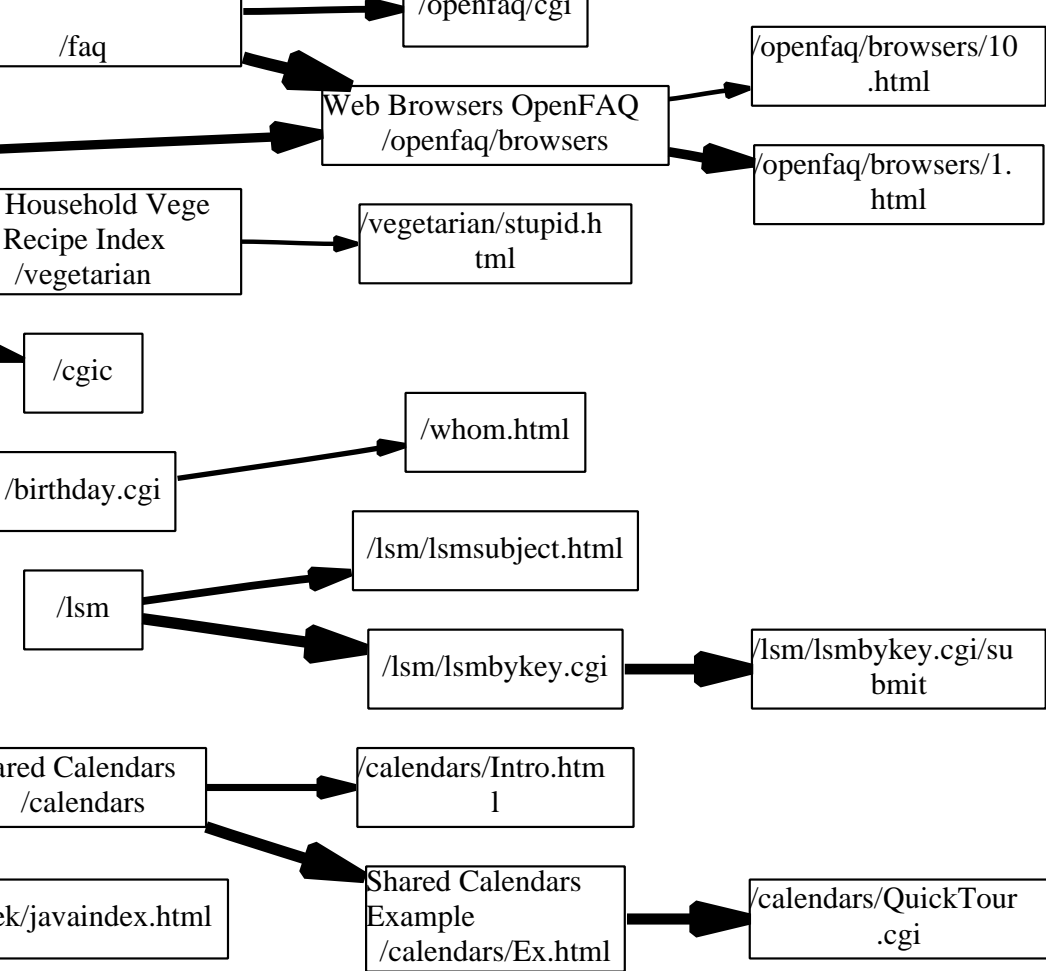 /openfaq/cgi
/faq
/openfaq/browsers/10
.html
Web Browsers OpenFAQ
/openfaq/browsers
/openfaq/browsers/1.
html
Household Vege
Recipe Index
/vegetarian
/vegetarian/stupid.h
tml
/cgic
/whom.html
/birthday.cgi
/lsm/lsmsubject.html
/lsm
/lsm/lsmbykey.cgi
/lsm/lsmbykey.cgi/su
bmit
ared Calendars
/calendars
/calendars/Intro.htm
l
ek/javaindex.html
Shared Calendars
Example
/calendars/Ex.html
/calendars/QuickTour
.cgi